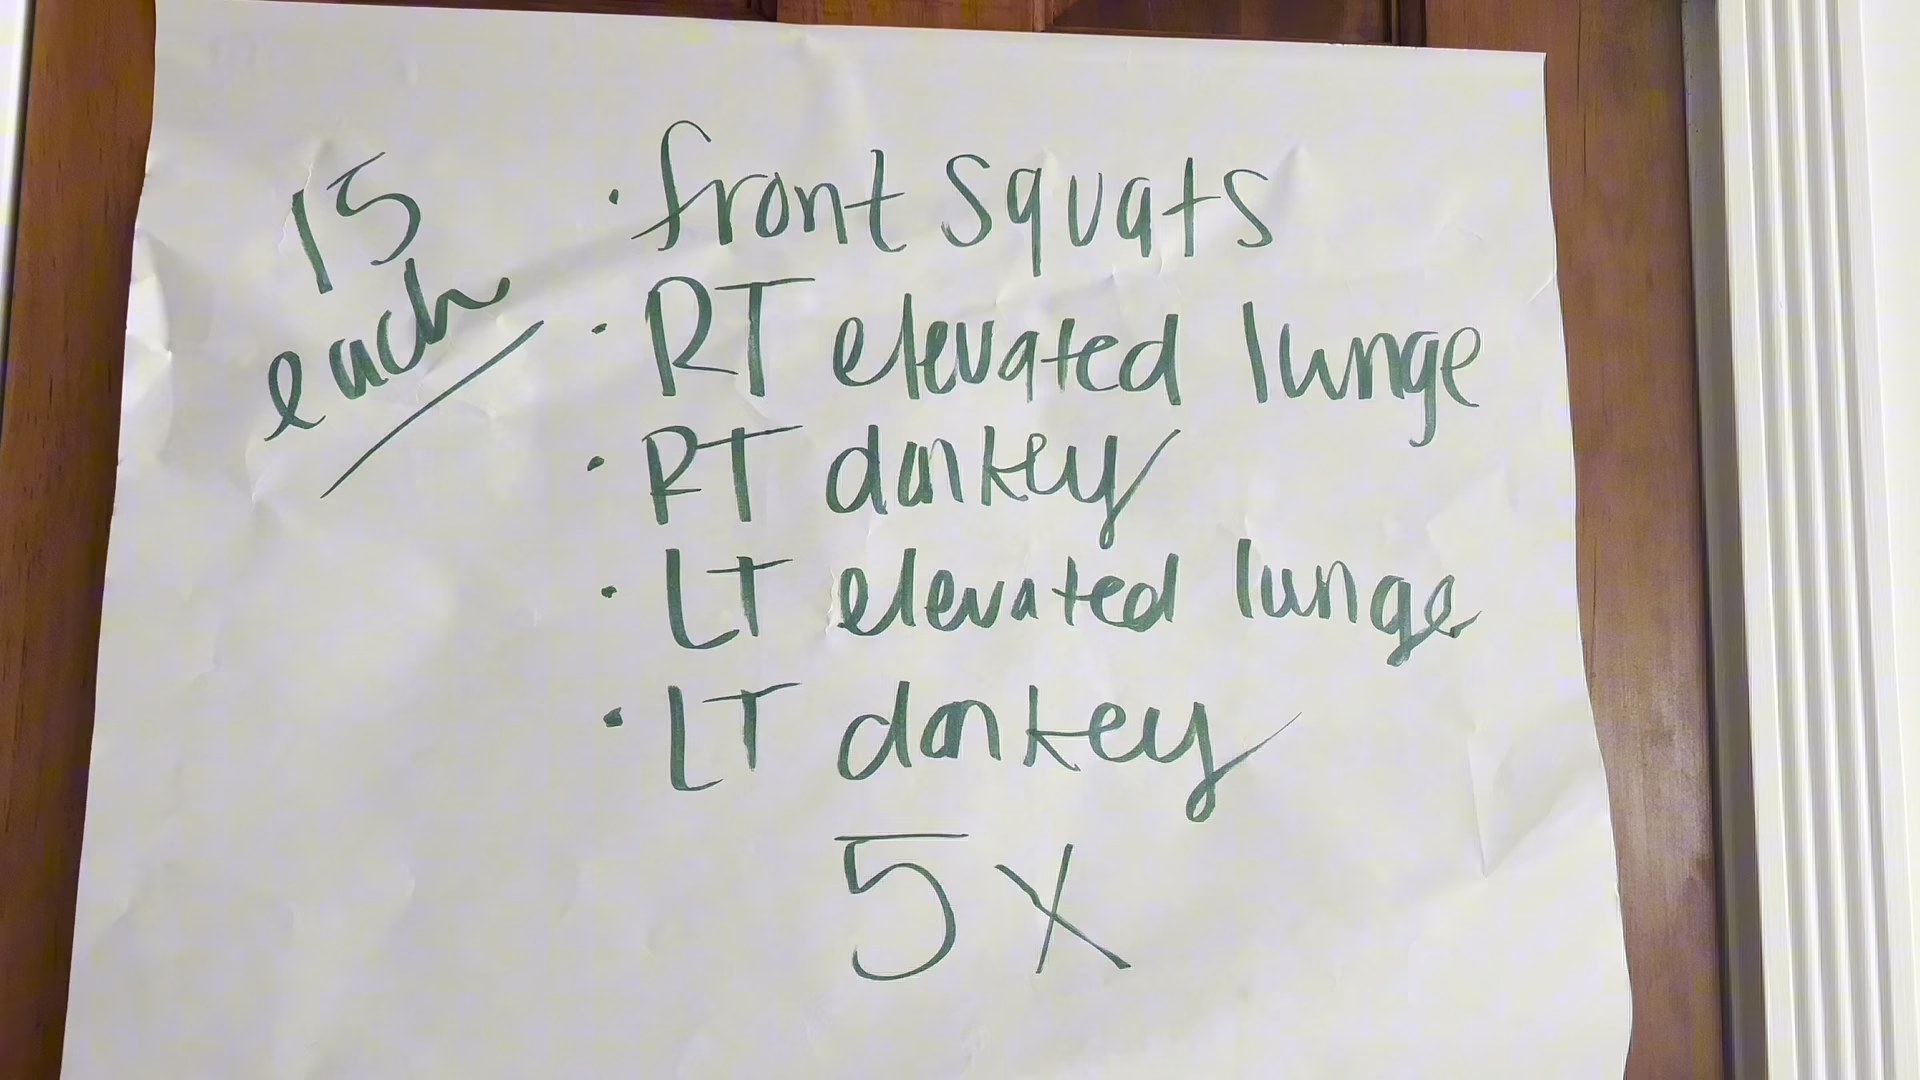 15
each
· front squats
· RT elevated lunge
· RT donkey
· LT elevated lunge
· LT donkey
5X